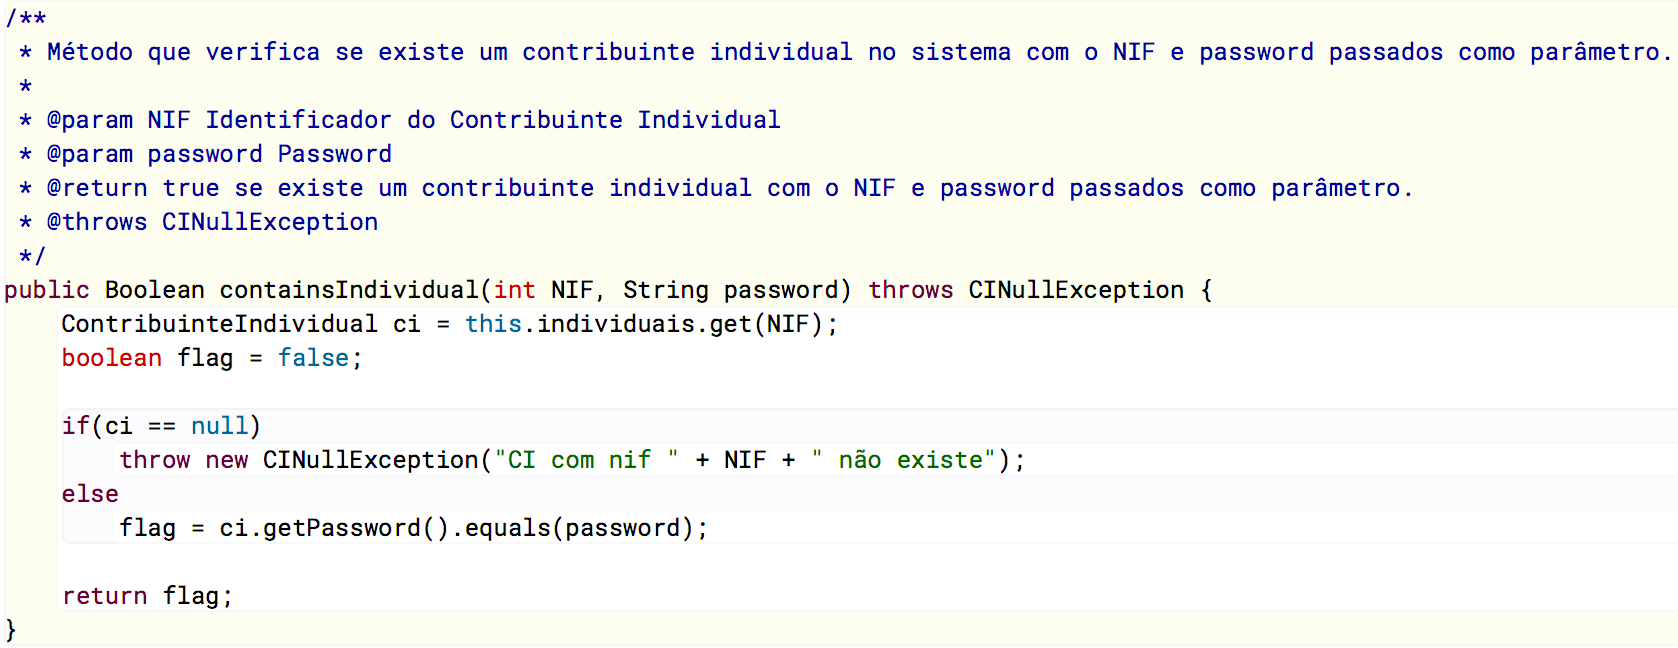 /**
 * Método que verifica se existe um contribuinte individual no sistema com o NIF e password passados como parâmetro.
 *
 * @param NIF Identificador do Contribuinte Individual
 * @param password Password
 * @return true se existe um contribuinte individual com o NIF e password passados como parâmetro.
 * @throws CINullException
 */
public Boolean containsIndividual(int NIF, String password) throws CINullException {
    ContribuinteIndividual ci = this.individuais.get(NIF);
    boolean flag = false;

    if(ci == null)
        throw new CINullException("CI com nif " + NIF + " não existe");
    else
        flag = ci.getPassword().equals(password);

    return flag;
}